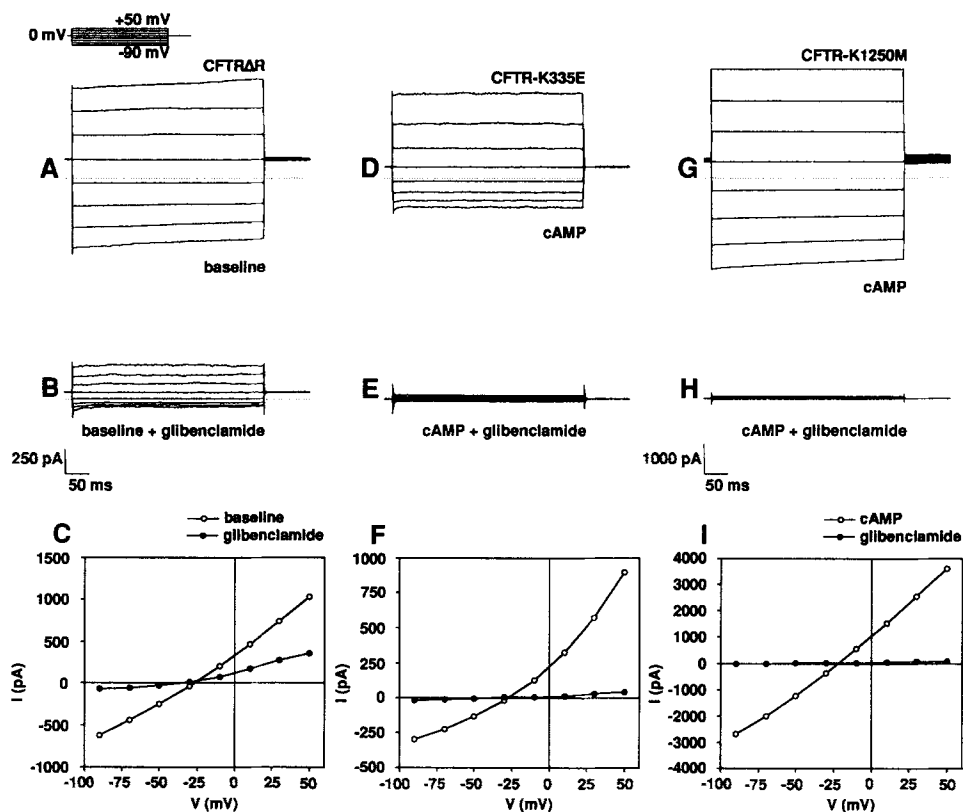 +50 mV
0 mV
-90 mV
CFTRΔR
CFTR-K335E
CFTR-K1250M
A
D
G
baseline
cAMP
cAMP
B
E
H
baseline + glibenclamide
cAMP + glibenclamide
cAMP + glibenclamide
250 pA
50 ms
1000 pA
50 ms
C
baseline
glibenclamide
F
cAMP
glibenclamide
I
1500
1000
500
0
-500
-1000
I (pA)
-100 -75 -50 -25 0 25 50
V (mV)
1000
750
500
250
0
-250
-500
I (pA)
-100 -75 -50 -25 0 25 50
V (mV)
4000
3000
2000
1000
0
-1000
-2000
-3000
-4000
I (pA)
-100 -75 -50 -25 0 25 50
V (mV)